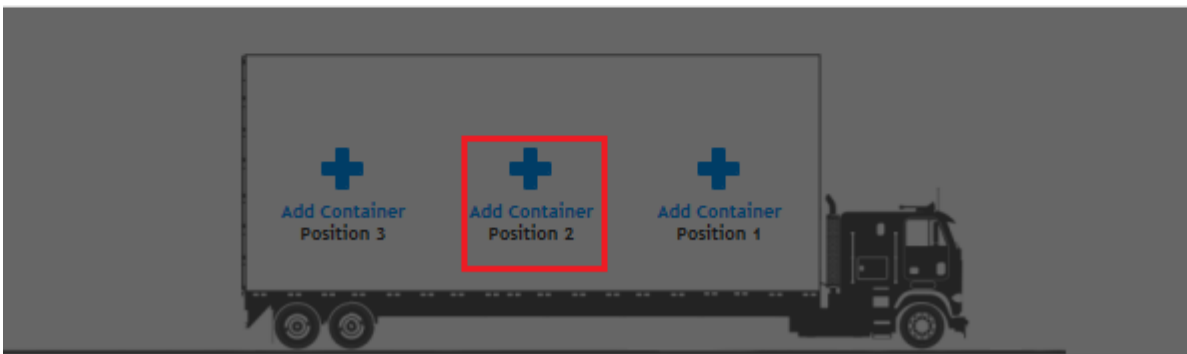 Add Container
Position 3
Add Container
Position 2
Add Container
Position 1